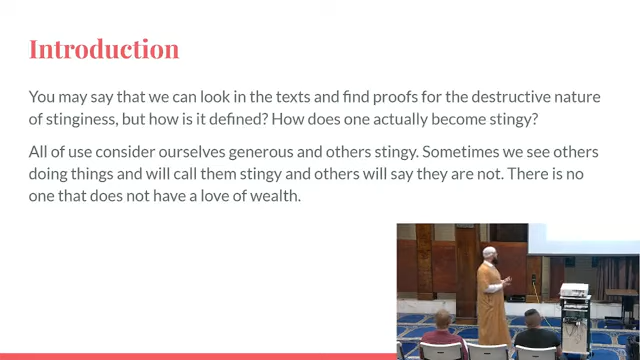 Introduction
You may say that we can look in the texts and find proofs for the destructive nature
of stinginess, but how is it defined? How does one actually become stingy?
All of use consider ourselves generous and others stingy. Sometimes we see others
doing things and will call them stingy and others will say they are not. There is no
one that does not have a love of wealth.